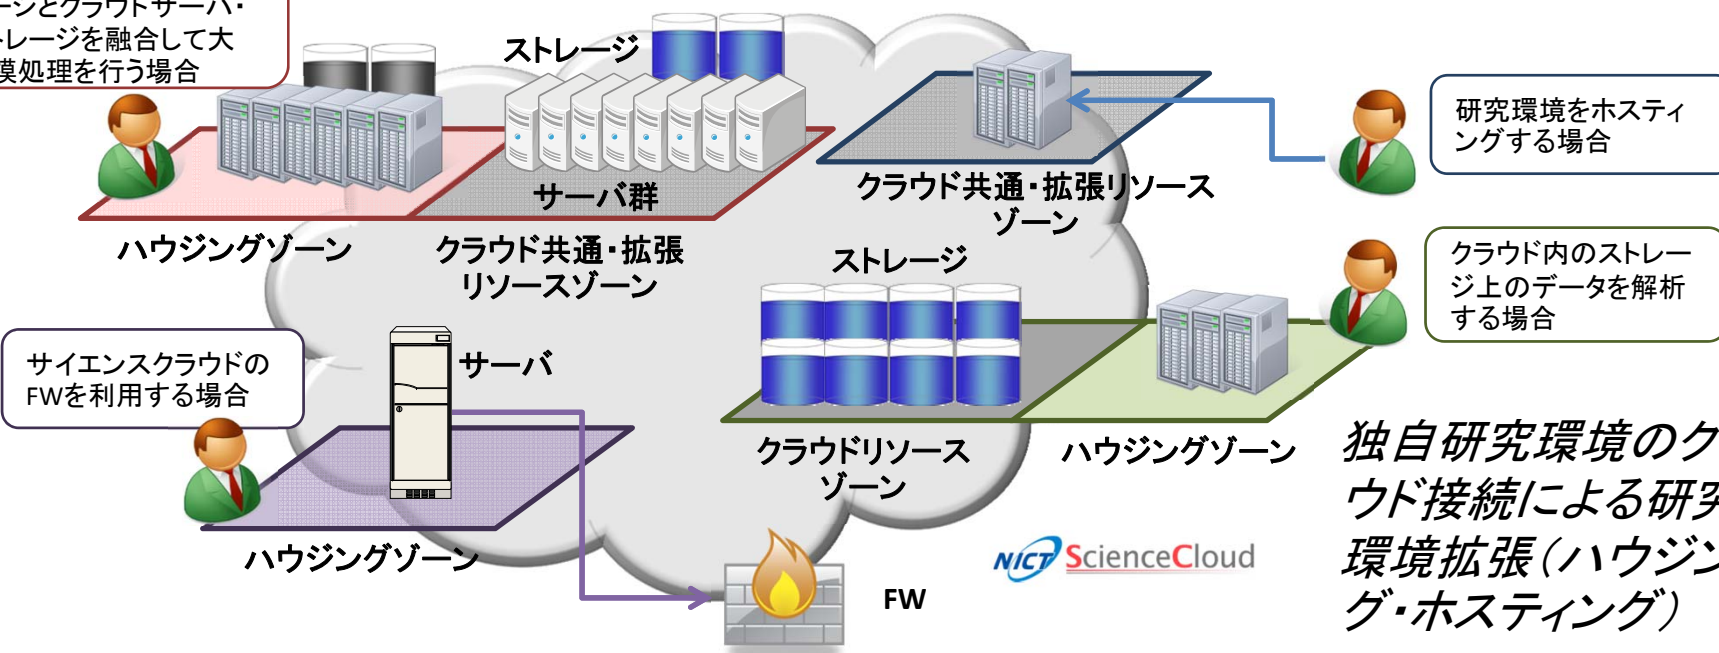 ーンとクラウドサーバ・
トレージを融合して大
模処理を行う場合
ストレージ
サーバ群
ハウジングゾーン
クラウド共通・拡張
リソースゾーン
クラウド共通・拡張リソース
ゾーン
研究環境をホスティ
ングする場合
クラウド内のストレー
ジ上のデータを解析
する場合
ストレージ
クラウドリソース
ゾーン
ハウジングゾーン
サイエンスクラウドの
FWを利用する場合
サーバ
ハウジングゾーン
FW
NICT ScienceCloud
独自研究環境のク
ウド接続による研究
環境拡張(ハウジン
グ・ホスティング)